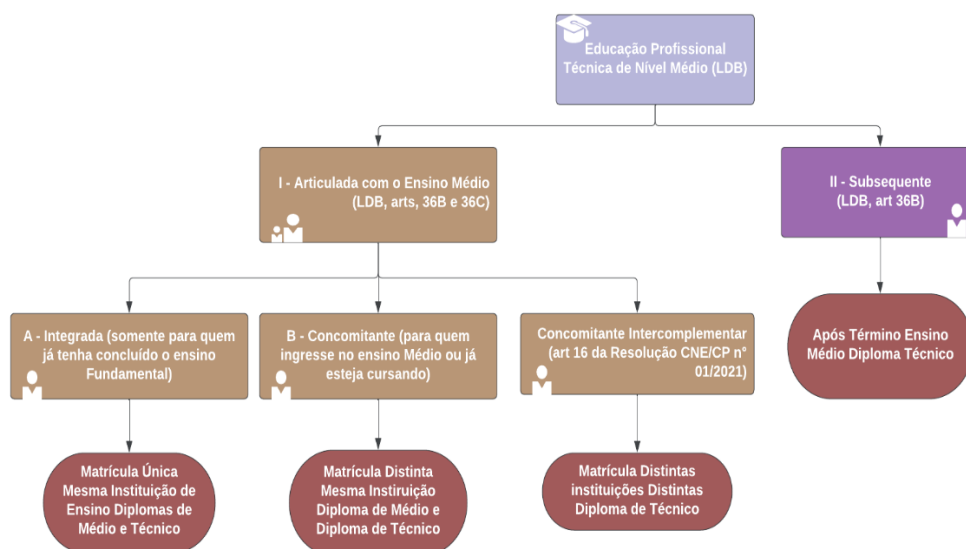 Educação Profissional
Técnica de Nível Médio (LDB)
I - Articulada com o Ensino Médio
(LDB, arts, 36B e 36C)
II - Subsequente
(LDB, art 36B)
A - Integrada (somente para quem
já tenha concluído o ensino
Fundamental)
B - Concomitante (para quem
ingresse no ensino Médio ou já
esteja cursando)
Concomitante Intercomplementar
(art 16 da Resolução CNE/CP n°
01/2021)
Após Término Ensino
Médio Diploma Técnico
Matrícula Única
Mesma Instituição de
Ensino Diplomas de
Médio e Técnico
Matrícula Distinta
Mesma Instiruição
Diploma de Médio e
Diploma de Técnico
Matrícula Distintas
instituições Distintas
Diploma de Técnico